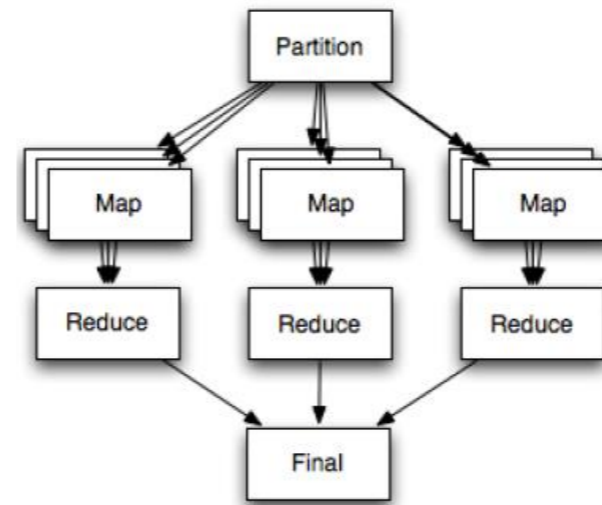 Partition
Map
Map
Map
Reduce
Reduce
Reduce
Final